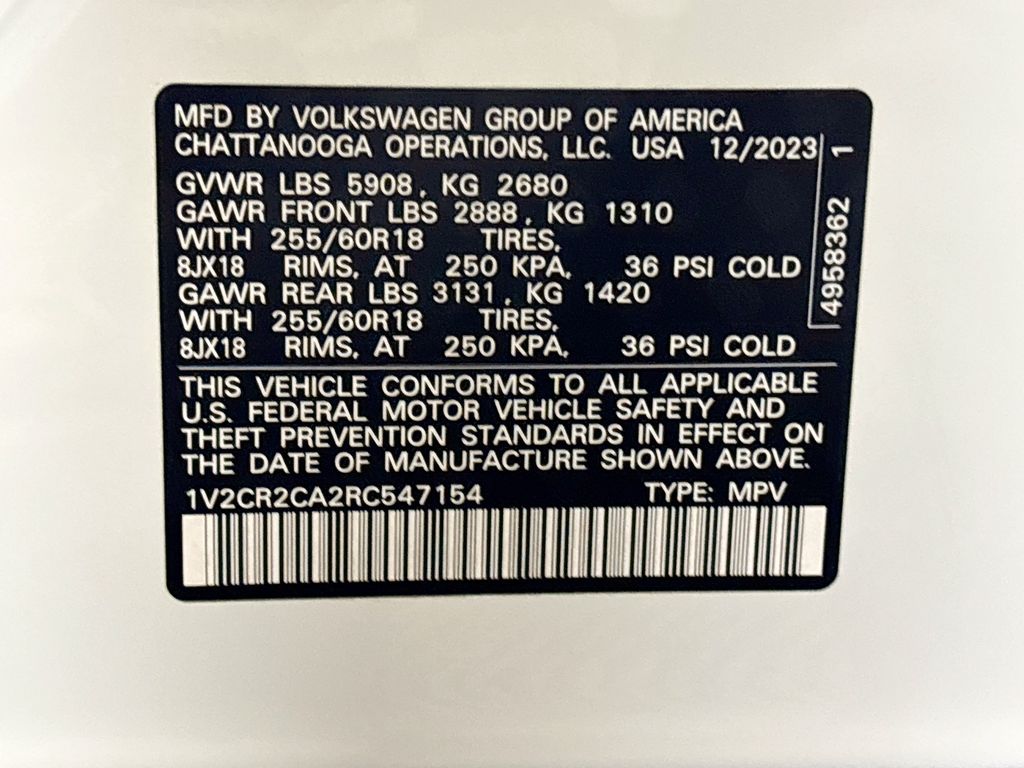 MFD BY VOLKSWAGEN GROUP OF AMERICA
CHATTANOOGA OPERATIONS, LLC. USA 12/2023
GVWR LBS 5908, KG 2680
GAWR FRONT LBS 2888, KG 1310
WITH 255/60R18 TIRES,
8JX18 RIMS, AT 250 KPA, 36 PSI COLD
GAWR REAR LBS 3131, KG 1420
WITH 255/60R18 TIRES,
8JX18 RIMS, AT 250 KPA, 36 PSI COLD
4958362 1
THIS VEHICLE CONFORMS TO ALL APPLICABLE
U.S. FEDERAL MOTOR VEHICLE SAFETY AND
THEFT PREVENTION STANDARDS IN EFFECT ON
THE DATE OF MANUFACTURE SHOWN ABOVE.
1V2CR2CA2RC547154 TYPE: MPV